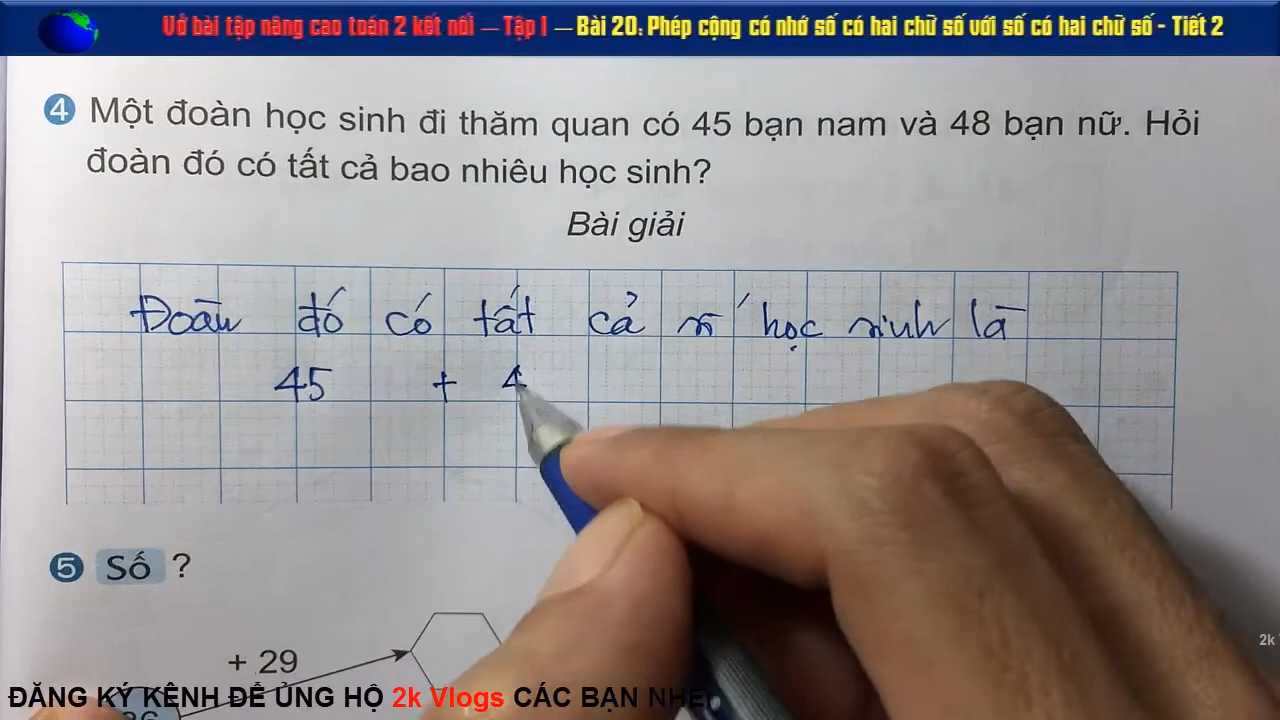 Vở bài tập nâng cao toán 2 kết nối – Tập 1 – Bài 20: Phép cộng có nhớ số có hai chữ số với số có hai chữ số - Tiết 2
4 Một đoàn học sinh đi thăm quan có 45 bạn nam và 48 bạn nữ. Hỏi
đoàn đó có tất cả bao nhiêu học sinh?
Bài giải
Đoàn đó có tất cả số học sinh là
45 + 4
5 Số ?
+ 29
2k
ĐĂNG KÝ KÊNH ĐỂ ỦNG HỘ 2k Vlogs CÁC BẠN NHÉ